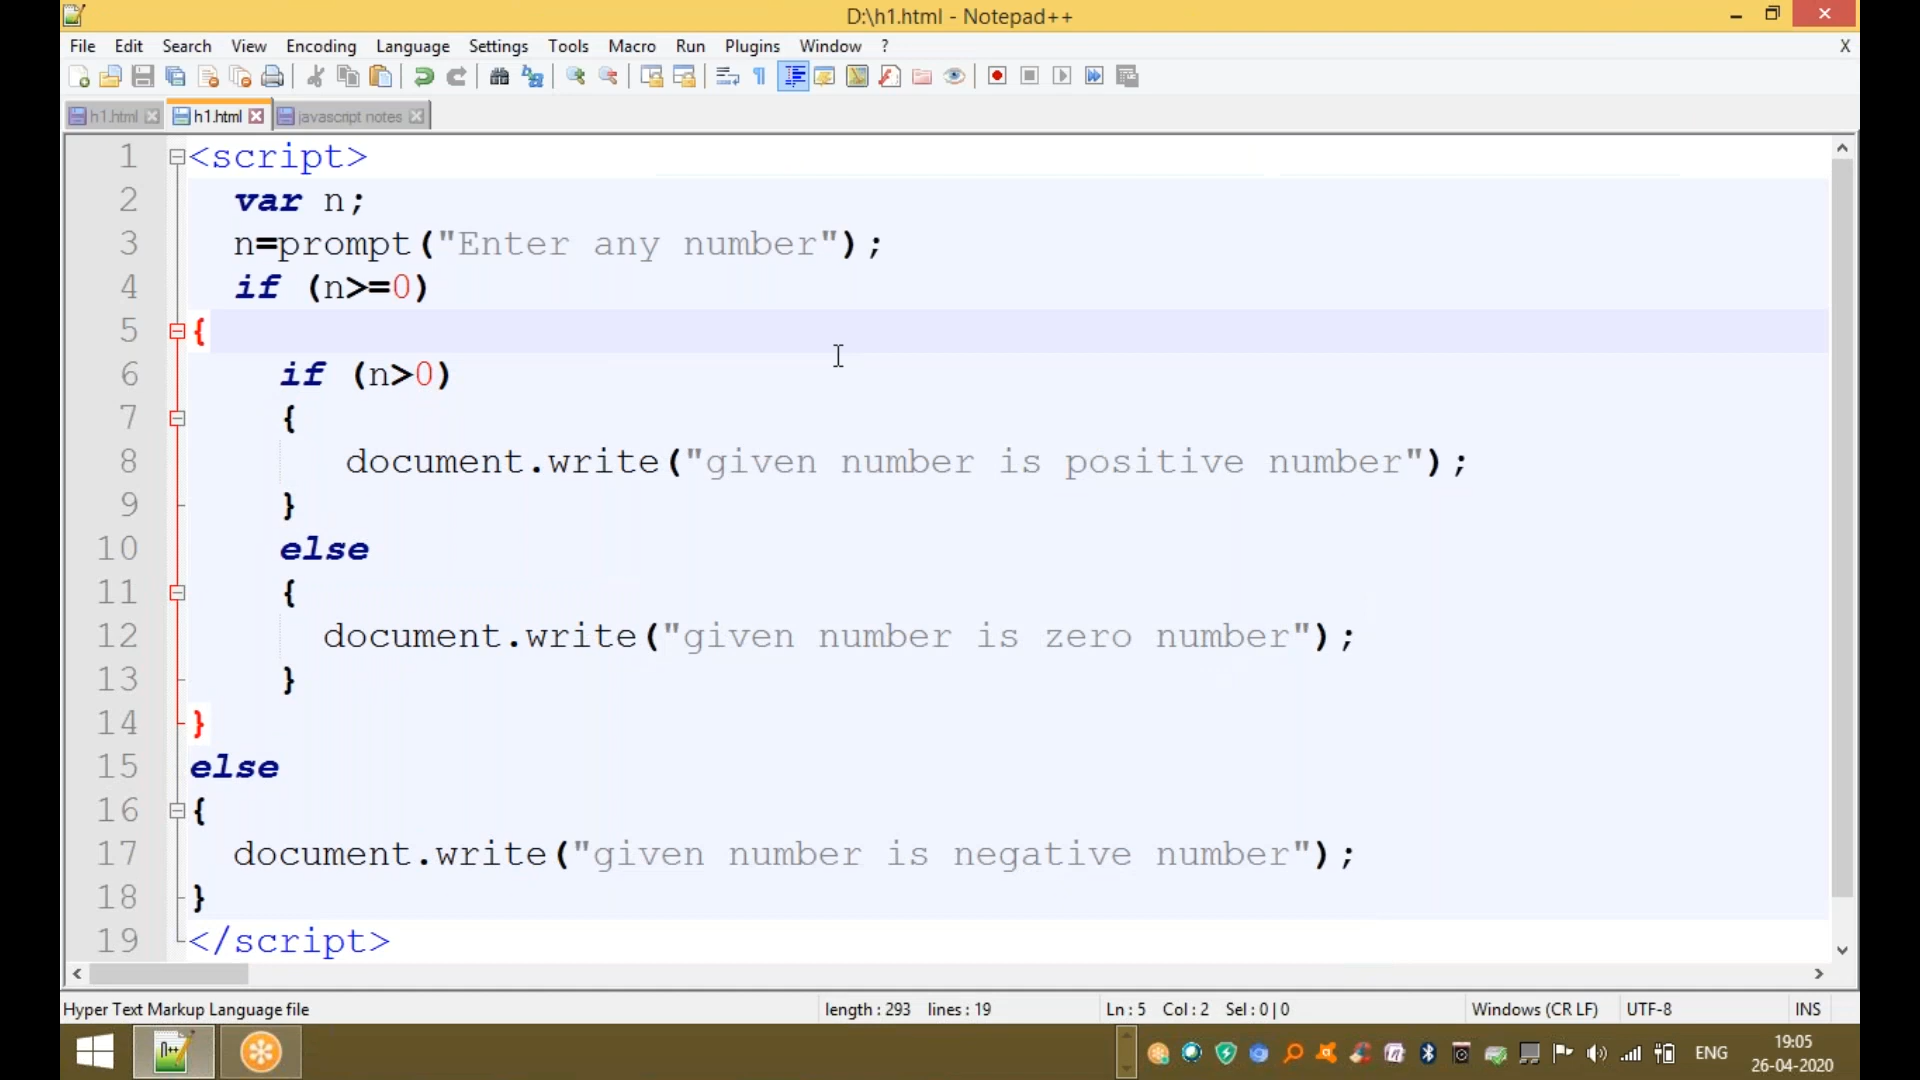 D:\h1.html - Notepad++
File Edit Search View Encoding Language Settings Tools Macro Run Plugins Window ? X
h1.html h1.html javascript notes
1 <script>
2 var n;
3 n=prompt("Enter any number");
4 if (n>=0)
5 {
6 if (n>0)
7 {
8 document.write("given number is positive number");
9 }
10 else
11 {
12 document.write("given number is zero number");
13 }
14 }
15 else
16 {
17 document.write("given number is negative number");
18 }
19 </script>
Hyper Text Markup Language file length : 293 lines : 19 Ln : 5 Col : 2 Sel : 0 | 0 Windows (CR LF) UTF-8 INS
ENG 19:05
26-04-2020